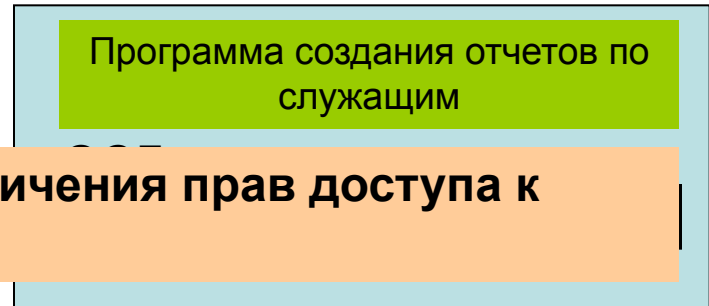 Программа создания отчетов по
служащим
ичения прав доступа к